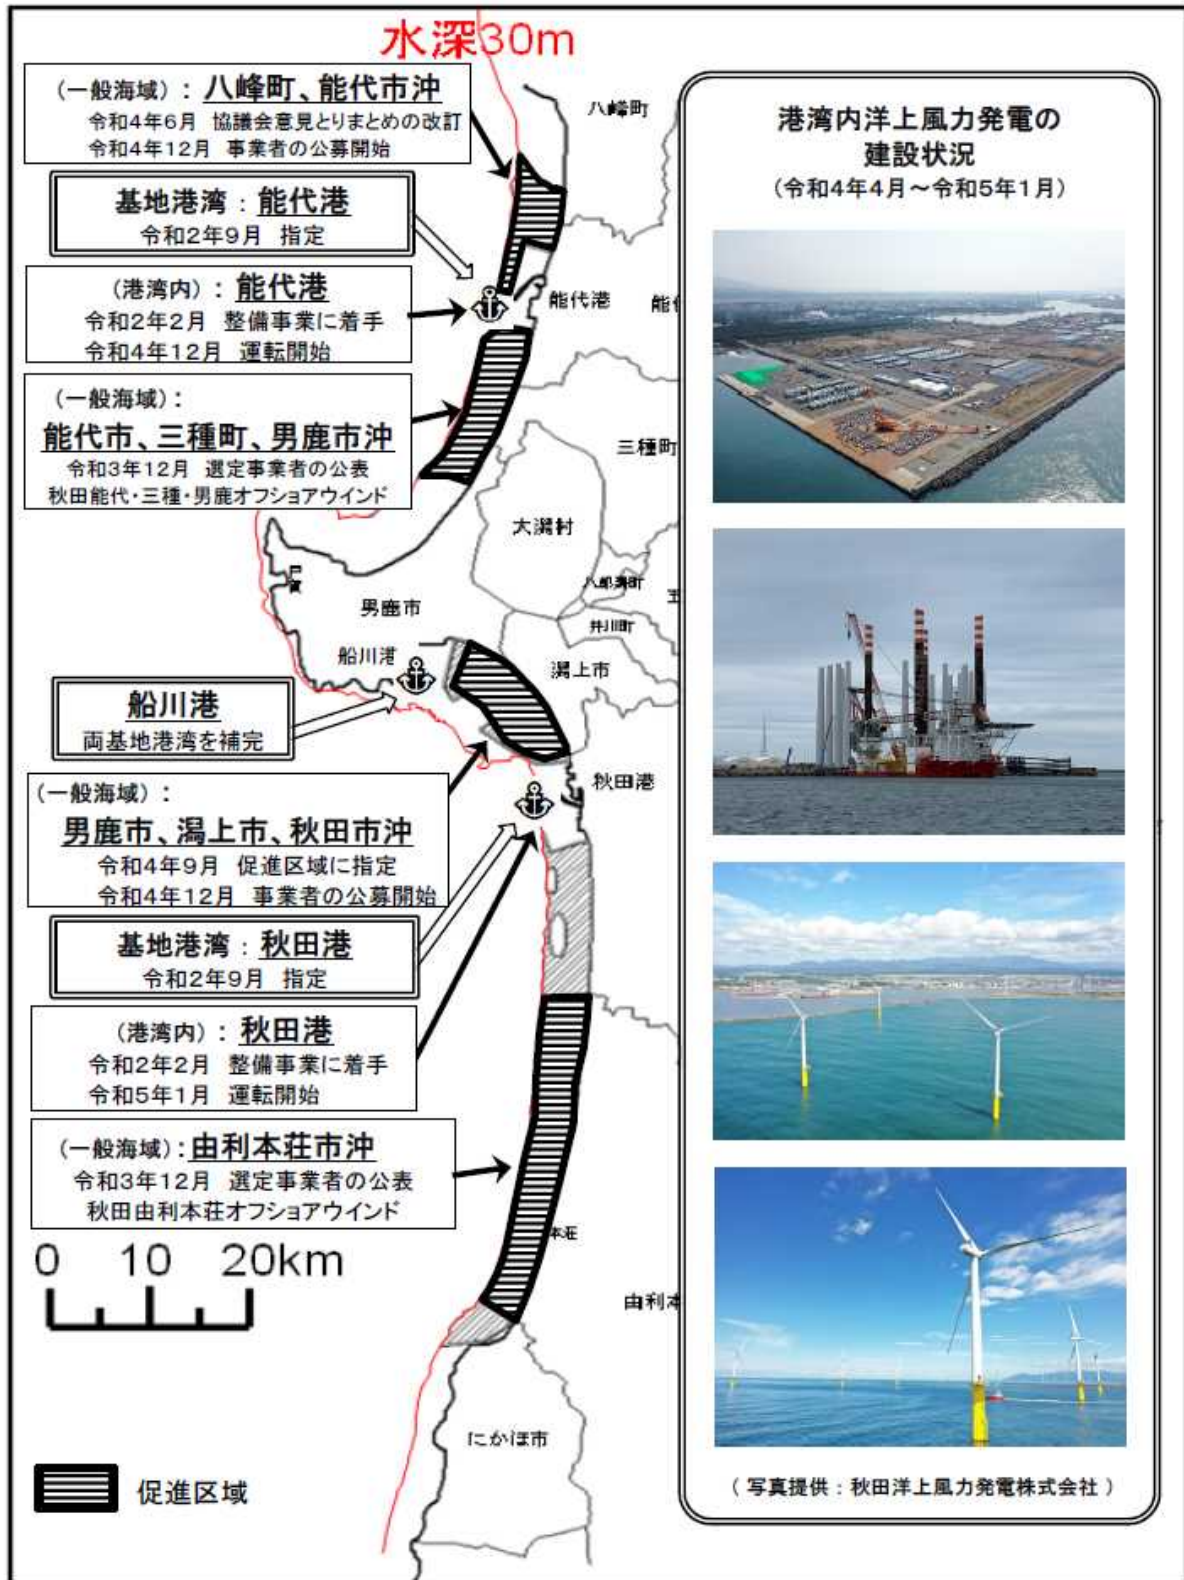 水深30m
(一般海域)：八峰町、能代市沖
令和4年6月 協議会意見とりまとめの改訂
令和4年12月 事業者の公募開始
基地港湾：能代港
令和2年9月 指定
(港湾内)：能代港
令和2年2月 整備事業に着手
令和4年12月 運転開始
(一般海域)：
能代市、三種町、男鹿市沖
令和3年12月 選定事業者の公表
秋田能代・三種・男鹿オフショアウインド
船川港
両基地港湾を補完
(一般海域)：
男鹿市、潟上市、秋田市沖
令和4年9月 促進区域に指定
令和4年12月 事業者の公募開始
基地港湾：秋田港
令和2年9月 指定
(港湾内)：秋田港
令和2年2月 整備事業に着手
令和5年1月 運転開始
(一般海域)：由利本荘市沖
令和3年12月 選定事業者の公表
秋田由利本荘オフショアウインド
0 10 20km
促進区域
八峰町
能代港
能
三種町
大潟村
八郎潟町
井川町
戸賀
男鹿市
船川港
潟上市
秋田港
本荘
由利本
にかほ市
港湾内洋上風力発電の
建設状況
(令和4年4月～令和5年1月)
(写真提供：秋田洋上風力発電株式会社)